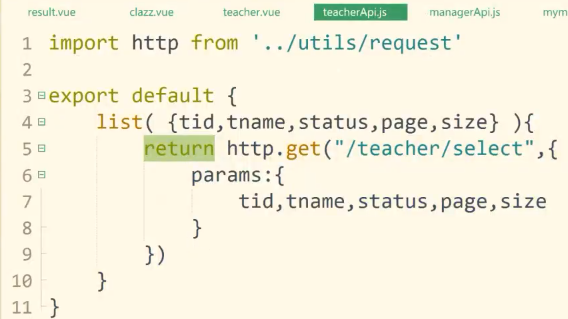 result.vue clazz.vue teacher.vue teacherApi.js managerApi.js mym
1 import http from '../utils/request'
2
3 export default {
4     list( {tid,tname,status,page,size} ){
5         return http.get("/teacher/select",{
6             params:{
7                 tid,tname,status,page,size
8             }
9         })
10     }
11 }